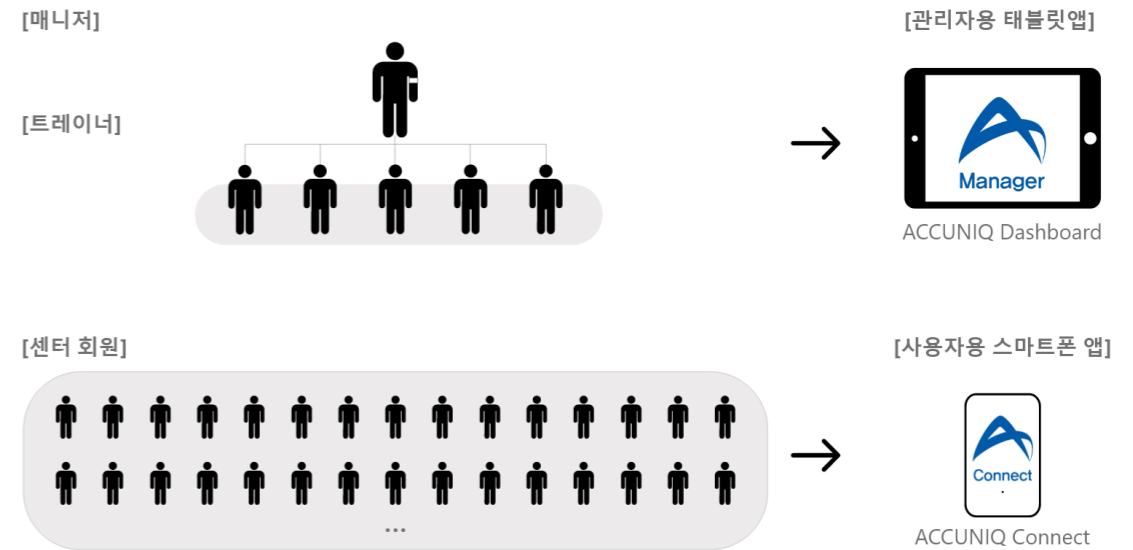 [매니저]
[관리자용 태블릿앱]
[트레이너]
Manager
ACCUNIQ Dashboard
[센터 회원]
[사용자용 스마트폰 앱]
Connect
...
ACCUNIQ Connect